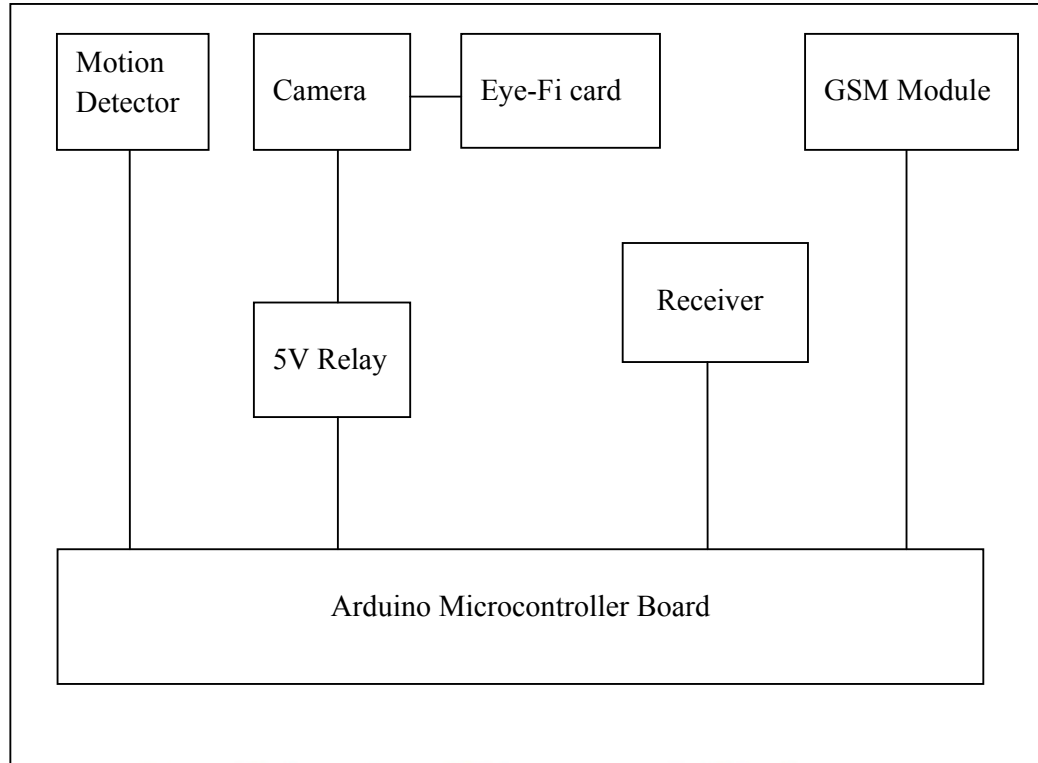 Motion
Detector
Camera
Eye-Fi card
GSM Module
Receiver
5V Relay
Arduino Microcontroller Board